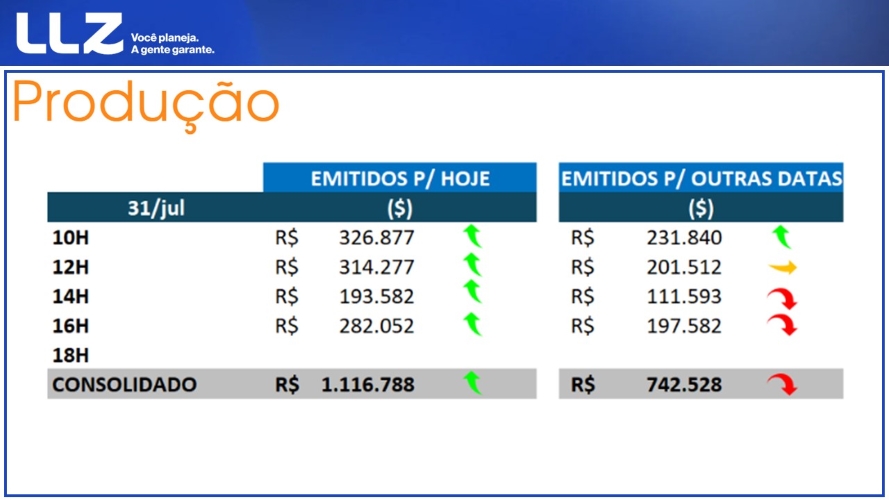 LLZ
Você planeja.
A gente garante.
Produção
EMITIDOS P/ HOJE EMITIDOS P/ OUTRAS DATAS
31/jul ($) ($)
10H R$ 326.877 R$ 231.840
12H R$ 314.277 R$ 201.512
14H R$ 193.582 R$ 111.593
16H R$ 282.052 R$ 197.582
18H
CONSOLIDADO R$ 1.116.788 R$ 742.528